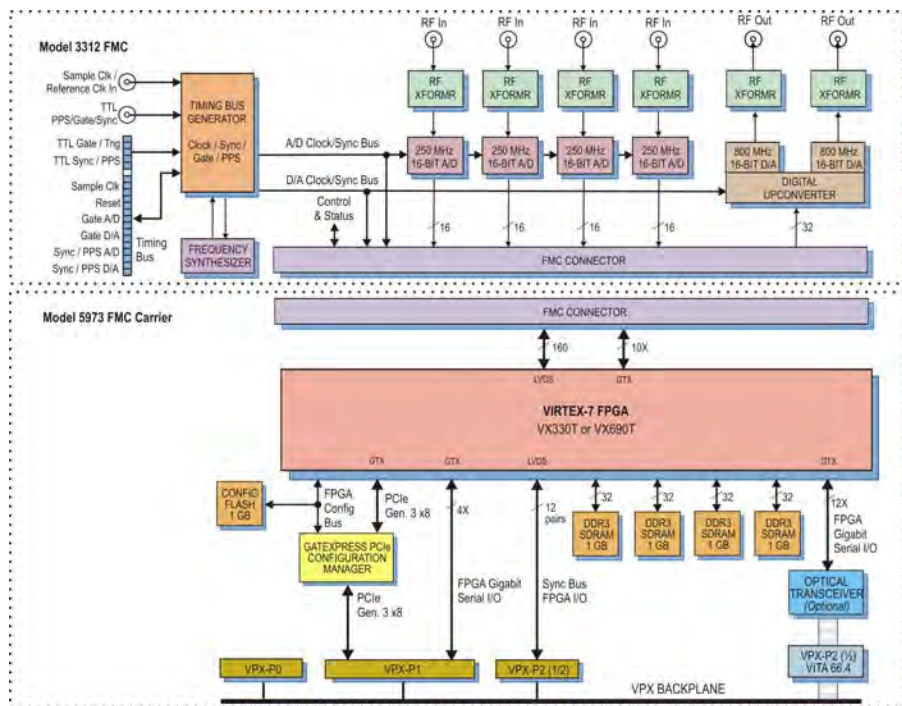 Model 3312 FMC
RF In
RF In
RF In
RF In
RF Out
RF Out
Sample Clk /
Reference Clk In
TTL
PPS/Gate/Sync
TTL Gate / Trig
TTL Sync / PPS
Sample Clk
Reset
Gate A/D
Gate D/A
Sync / PPS A/D
Sync / PPS D/A
Timing
Bus
TIMING BUS
GENERATOR
Clock / Sync /
Gate / PPS
FREQUENCY
SYNTHESIZER
A/D Clock/Sync Bus
D/A Clock/Sync Bus
Control
& Status
RF
XFORMR
RF
XFORMR
RF
XFORMR
RF
XFORMR
RF
XFORMR
RF
XFORMR
250 MHz
16-BIT A/D
250 MHz
16-BIT A/D
250 MHz
16-BIT A/D
250 MHz
16-BIT A/D
800 MHz
16-BIT D/A
800 MHz
16-BIT D/A
DIGITAL
UPCONVERTER
16
16
16
16
32
FMC CONNECTOR
Model 5973 FMC Carrier
FMC CONNECTOR
160
10X
LVDS
GTX
VIRTEX-7 FPGA
VX330T or VX690T
GTX
GTX
LVDS
GTX
CONFIG
FLASH
1 GB
FPGA
Config
Bus
PCIe
Gen. 3 x8
4X
12
pairs
32
32
32
32
12X
DDR3
SDRAM
1 GB
DDR3
SDRAM
1 GB
DDR3
SDRAM
1 GB
DDR3
SDRAM
1 GB
FPGA
Gigabit
Serial I/O
GATEXPRESS PCIe
CONFIGURATION
MANAGER
PCIe
Gen. 3 x8
FPGA Gigabit
Serial I/O
Sync Bus
FPGA I/O
OPTICAL
TRANSCEIVER
(Optional)
VPX-P0
VPX-P1
VPX-P2 (1/2)
VPX-P2 (½)
VITA 66.4
VPX BACKPLANE